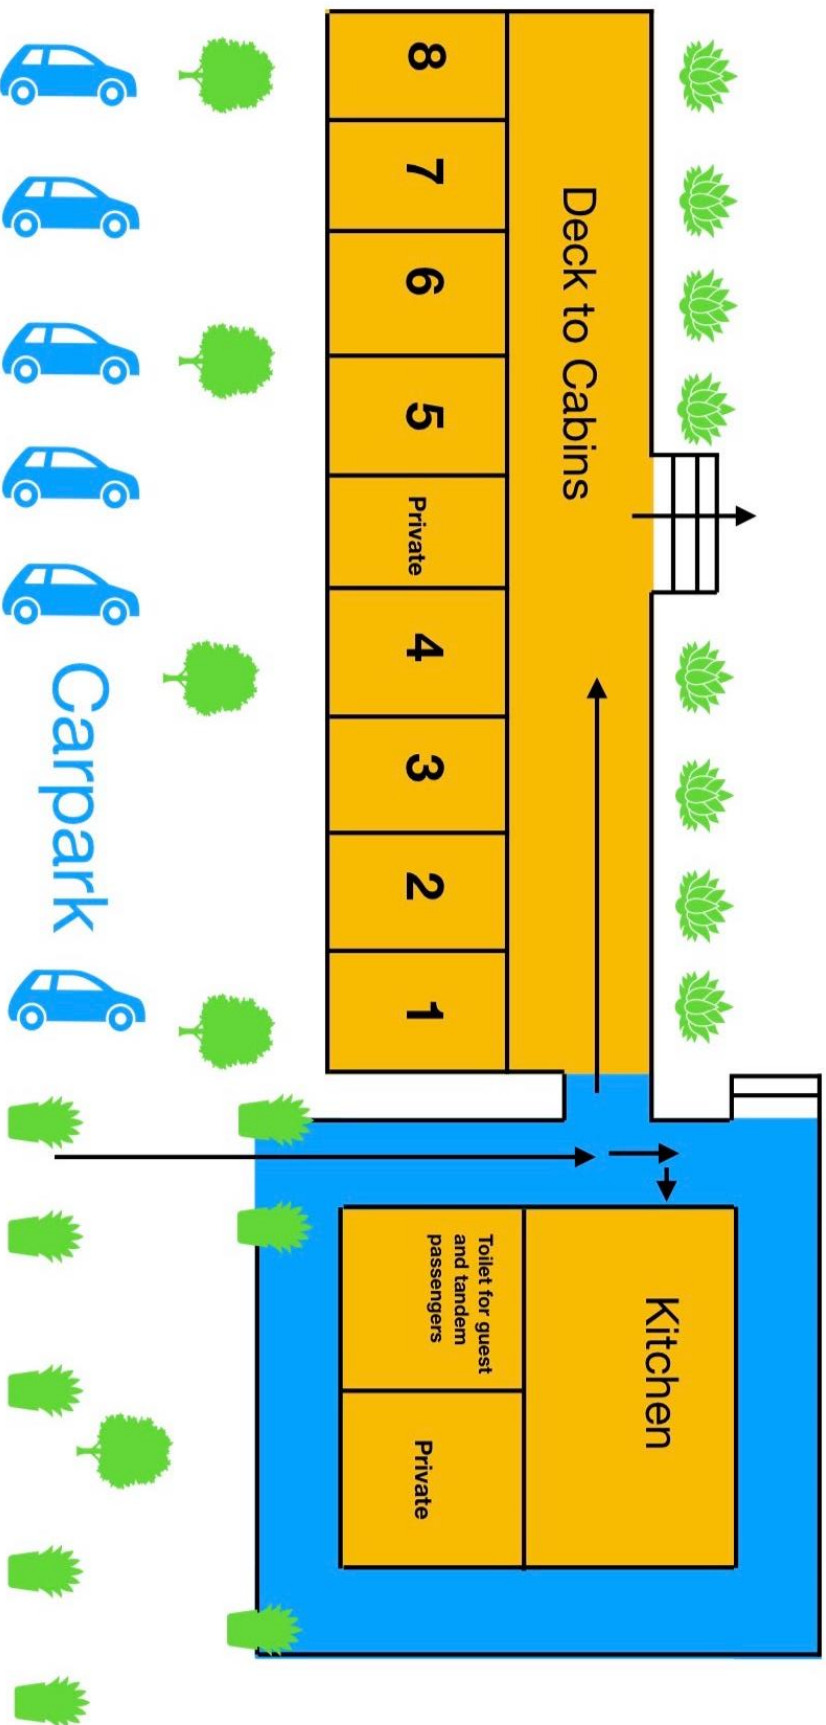 Deck to Cabins
8
7
6
5
Private
4
3
2
1
Carpark
Kitchen
Toilet for guest
and tandem
passengers
Private